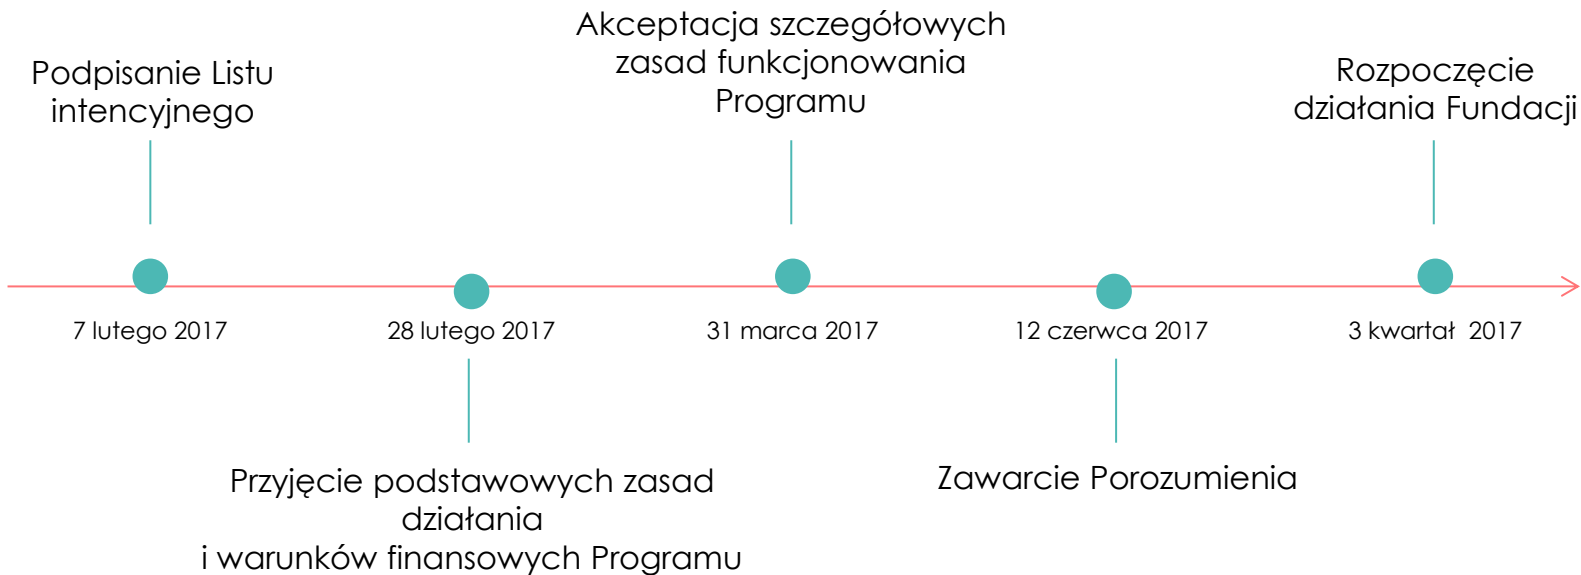 Podpisanie Listu
intencyjnego
Akceptacja szczegółowych
zasad funkcjonowania
Programu
Rozpoczęcie
działania Fundacji
7 lutego 2017
28 lutego 2017
31 marca 2017
12 czerwca 2017
3 kwartał 2017
Przyjęcie podstawowych zasad
działania
i warunków finansowych Programu
Zawarcie Porozumienia